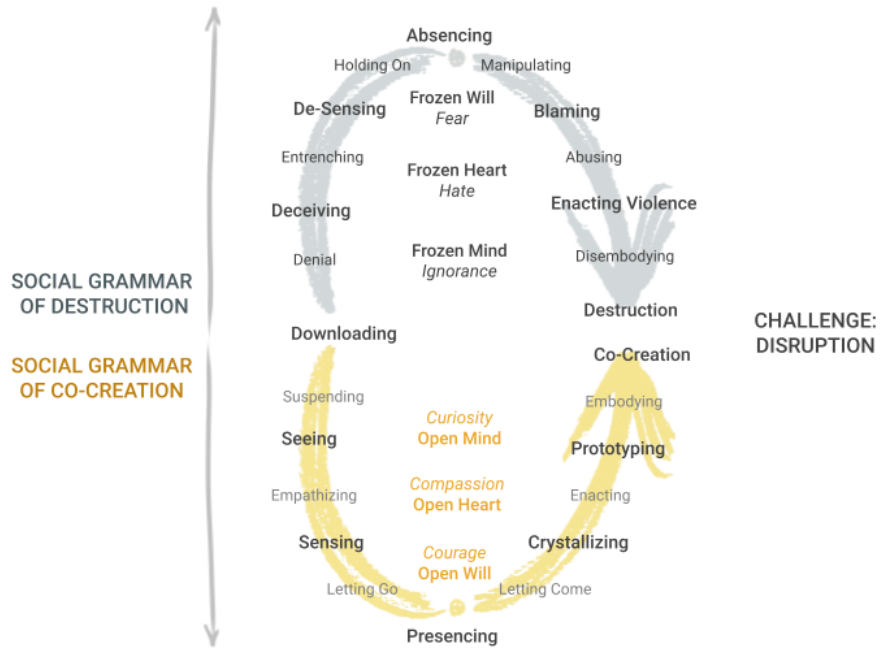 Absencing
Holding On
Manipulating
De-Sensing
Frozen Will
Fear
Blaming
Entrenching
Frozen Heart
Hate
Abusing
Deceiving
Enacting Violence
Denial
Frozen Mind
Ignorance
Disembodying
SOCIAL GRAMMAR
OF DESTRUCTION
Destruction
Downloading
CHALLENGE:
DISRUPTION
SOCIAL GRAMMAR
OF CO-CREATION
Co-Creation
Suspending
Embodying
Seeing
Curiosity
Open Mind
Prototyping
Empathizing
Compassion
Open Heart
Enacting
Sensing
Courage
Open Will
Crystallizing
Letting Go
Letting Come
Presencing